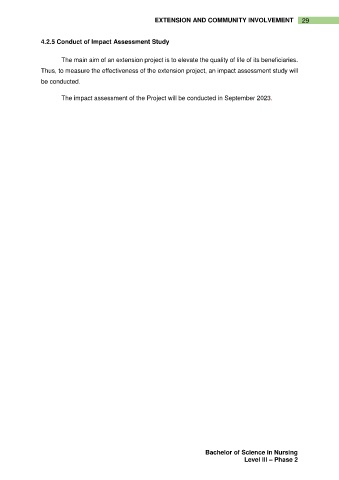 EXTENSION AND COMMUNITY INVOLVEMENT 29
4.2.5 Conduct of Impact Assessment Study
The main aim of an extension project is to elevate the quality of life of its beneficiaries.
Thus, to measure the effectiveness of the extension project, an impact assessment study will
be conducted.
The impact assessment of the Project will be conducted in September 2023.
Bachelor of Science in Nursing
Level III – Phase 2